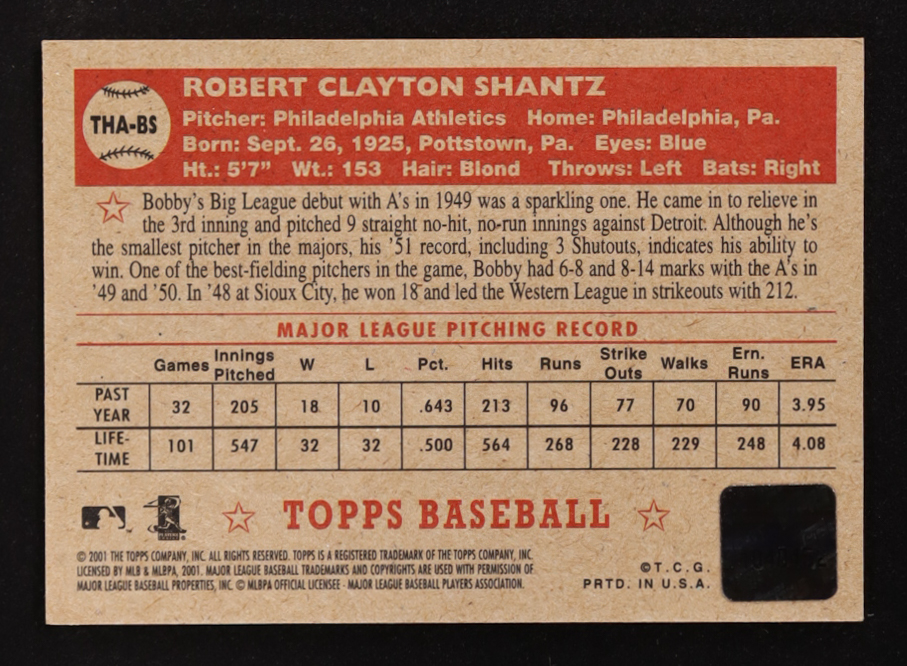 THA-BS
ROBERT CLAYTON SHANTZ
Pitcher: Philadelphia Athletics Home: Philadelphia, Pa.
Born: Sept. 26, 1925, Pottstown, Pa. Eyes: Blue
Ht.: 5'7" Wt.: 153 Hair: Blond Throws: Left Bats: Right
Bobby's Big League debut with A's in 1949 was a sparkling one. He came in to relieve in
the 3rd inning and pitched 9 straight no-hit, no-run innings against Detroit. Although he's
the smallest pitcher in the majors, his '51 record, including 3 Shutouts, indicates his ability to
win. One of the best-fielding pitchers in the game, Bobby had 6-8 and 8-14 marks with the A's in
'49 and '50. In '48 at Sioux City, he won 18 and led the Western League in strikeouts with 212.
MAJOR LEAGUE PITCHING RECORD
Games Innings Pitched W L Pct. Hits Runs Strike Outs Walks Ern. Runs ERA
PAST YEAR 32 205 18 10 .643 213 96 77 70 90 3.95
LIFE-TIME 101 547 32 32 .500 564 268 228 229 248 4.08
TOPPS BASEBALL
© 2001 THE TOPPS COMPANY, INC. ALL RIGHTS RESERVED. TOPPS IS A REGISTERED TRADEMARK OF THE TOPPS COMPANY, INC.
LICENSED BY MLB & MLBPA, 2001. MAJOR LEAGUE BASEBALL TRADEMARKS AND COPYRIGHTS ARE USED WITH PERMISSION OF
MAJOR LEAGUE BASEBALL PROPERTIES, INC. © MLBPA OFFICIAL LICENSEE - MAJOR LEAGUE BASEBALL PLAYERS ASSOCIATION.
© T.C.G.
PRTD. IN U.S.A.